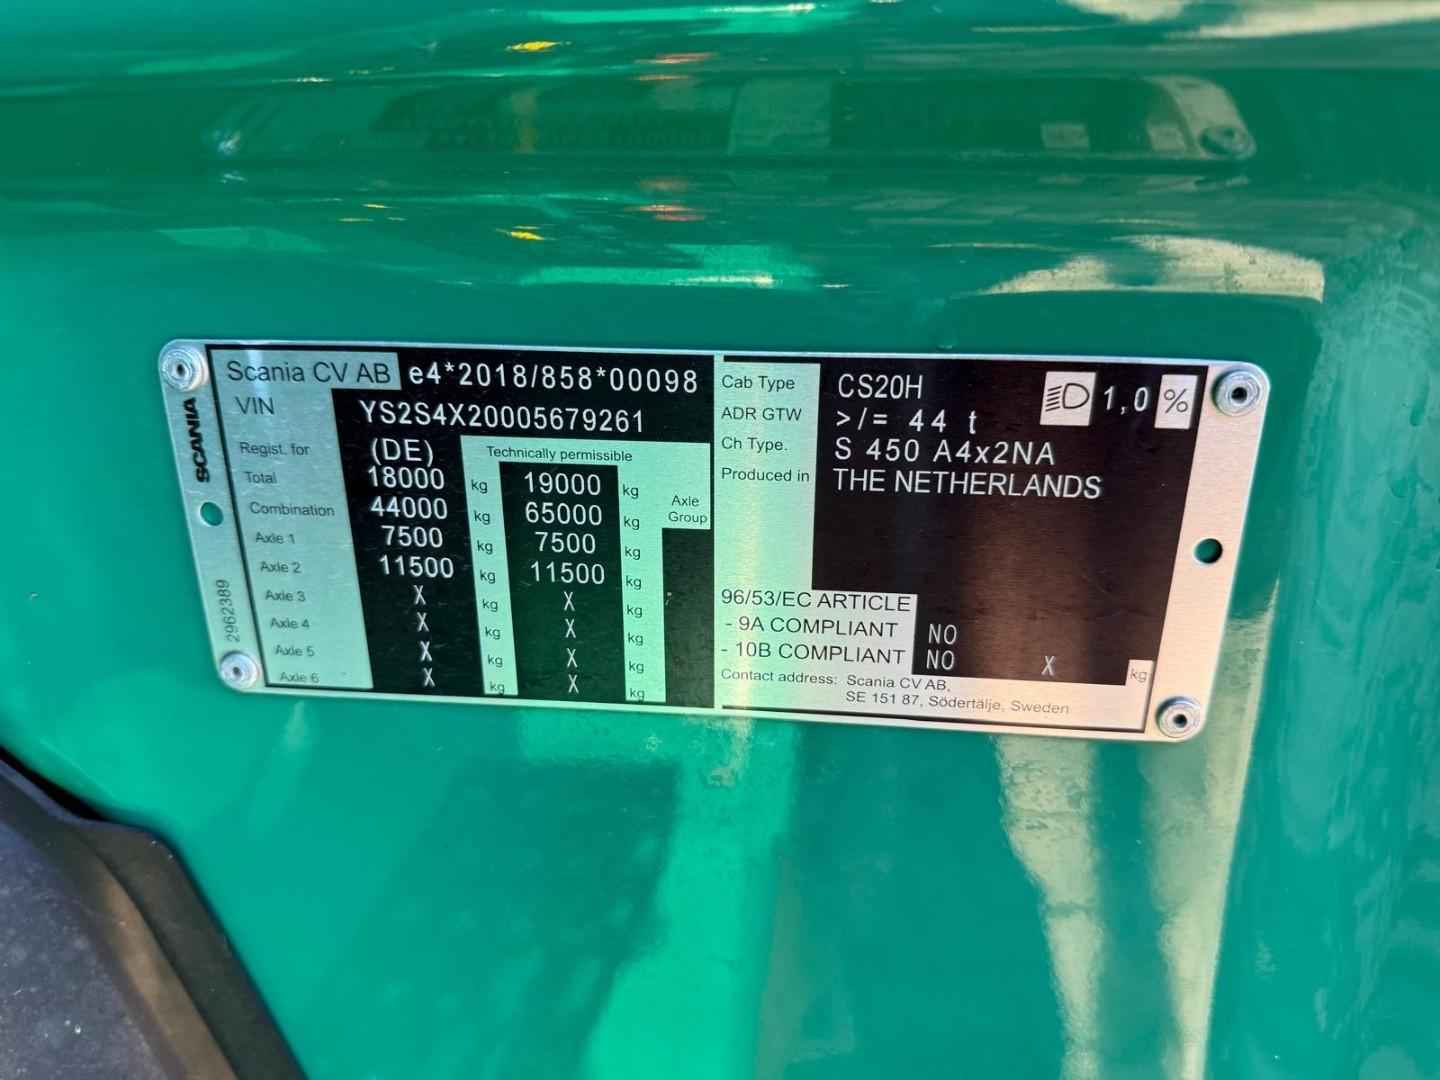 SCANIA
2962389
Scania CV AB e4*2018/858*00098
VIN YS2S4X20005679261
Regist. for (DE) Technically permissible
Total 18000 kg 19000 kg
Axle
Group
Combination 44000 kg 65000 kg
Axle 1 7500 kg 7500 kg
Axle 2 11500 kg 11500 kg
Axle 3 X kg X kg
Axle 4 X kg X kg
Axle 5 X kg X kg
Axle 6 X kg X kg
Cab Type CS20H 1,0 %
ADR GTW >/= 44 t
Ch Type. S 450 A4x2NA
Produced in THE NETHERLANDS
96/53/EC ARTICLE
- 9A COMPLIANT NO
- 10B COMPLIANT NO X kg
Contact address: Scania CV AB,
SE 151 87, Södertälje, Sweden